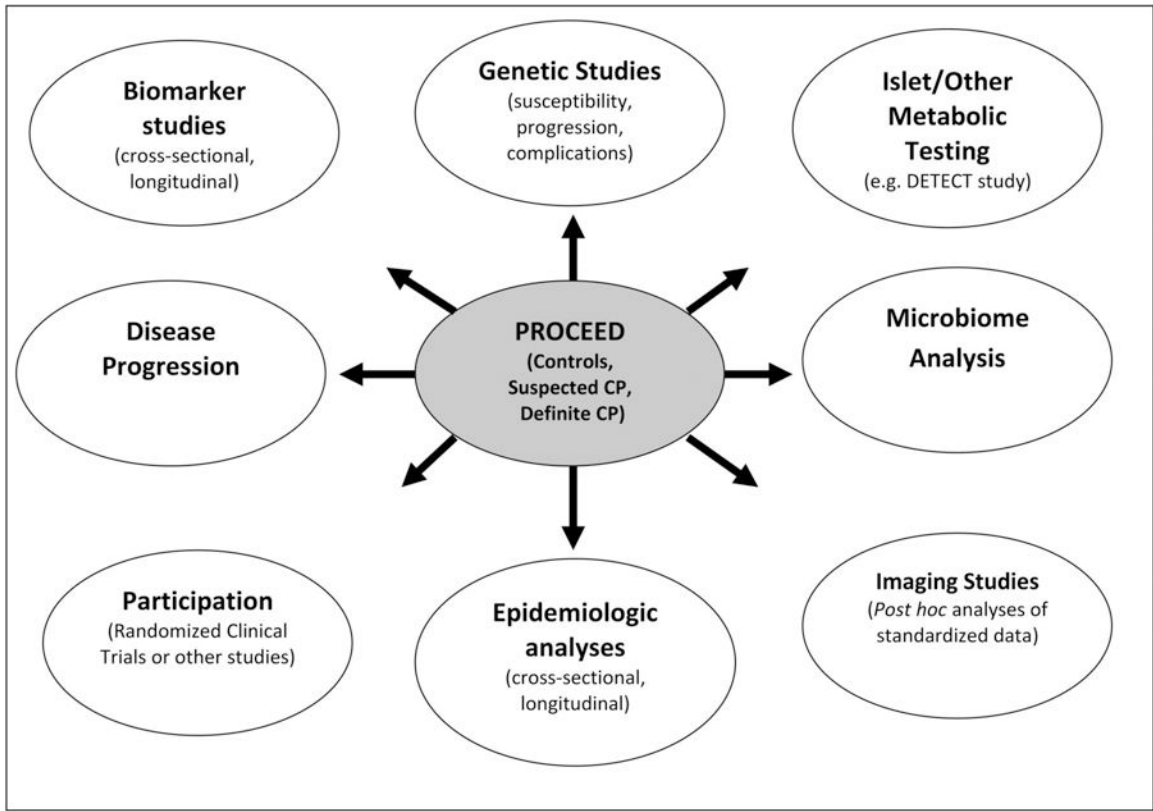 Biomarker
studies
(cross-sectional,
longitudinal)
Genetic Studies
(susceptibility,
progression,
complications)
Islet/Other
Metabolic
Testing
(e.g. DETECT study)
Disease
Progression
PROCEED
(Controls,
Suspected CP,
Definite CP)
Microbiome
Analysis
Participation
(Randomized Clinical
Trials or other studies)
Epidemiologic
analyses
(cross-sectional,
longitudinal)
Imaging Studies
(Post hoc analyses of
standardized data)